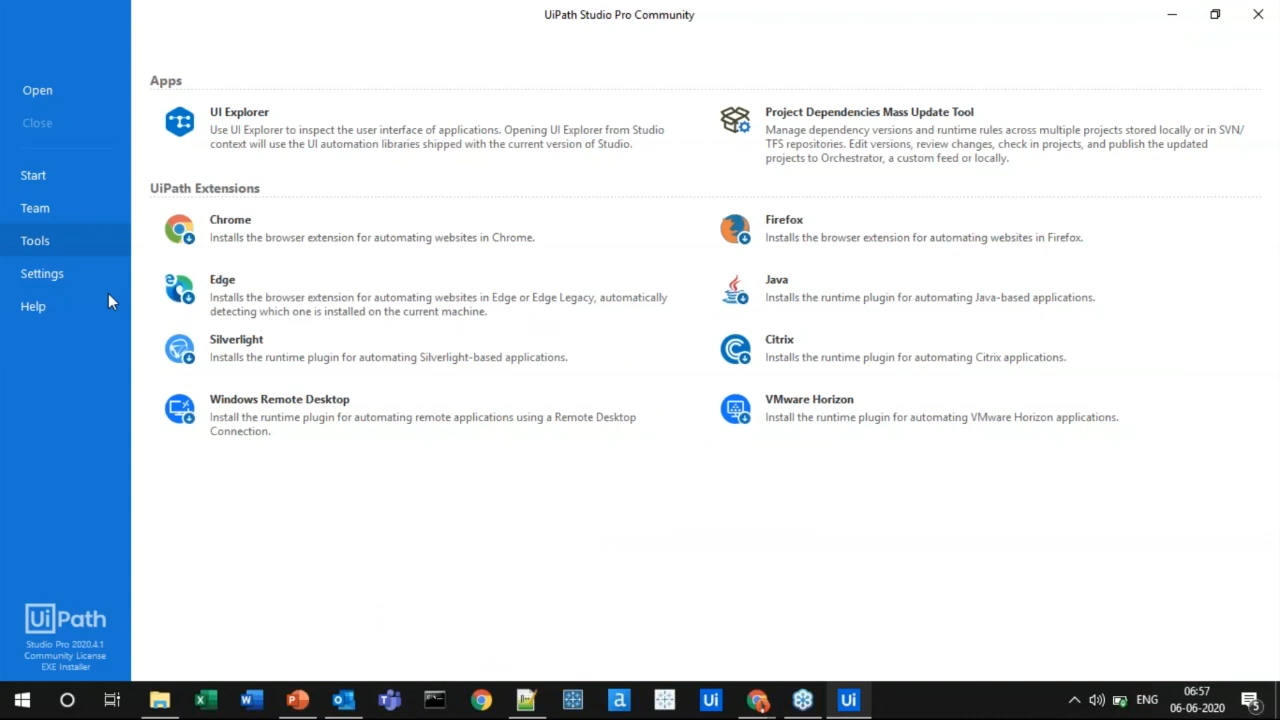 UiPath Studio Pro Community
Open
Close
Start
Team
Tools
Settings
Help
UiPath
Studio Pro 2020.4.1
Community License
EXE Installer
Apps
UI Explorer
Use UI Explorer to inspect the user interface of applications. Opening UI Explorer from Studio
context will use the UI automation libraries shipped with the current version of Studio.
Project Dependencies Mass Update Tool
Manage dependency versions and runtime rules across multiple projects stored locally or in SVN/
TFS repositories. Edit versions, review changes, check in projects, and publish the updated
projects to Orchestrator, a custom feed or locally.
UiPath Extensions
Chrome
Installs the browser extension for automating websites in Chrome.
Firefox
Installs the browser extension for automating websites in Firefox.
Edge
Installs the browser extension for automating websites in Edge or Edge Legacy, automatically
detecting which one is installed on the current machine.
Java
Installs the runtime plugin for automating Java-based applications.
Silverlight
Installs the runtime plugin for automating Silverlight-based applications.
Citrix
Installs the runtime plugin for automating Citrix applications.
Windows Remote Desktop
Install the runtime plugin for automating remote applications using a Remote Desktop
Connection.
VMware Horizon
Install the runtime plugin for automating VMware Horizon applications.
Ui
Ui
ENG
06:57
06-06-2020
5